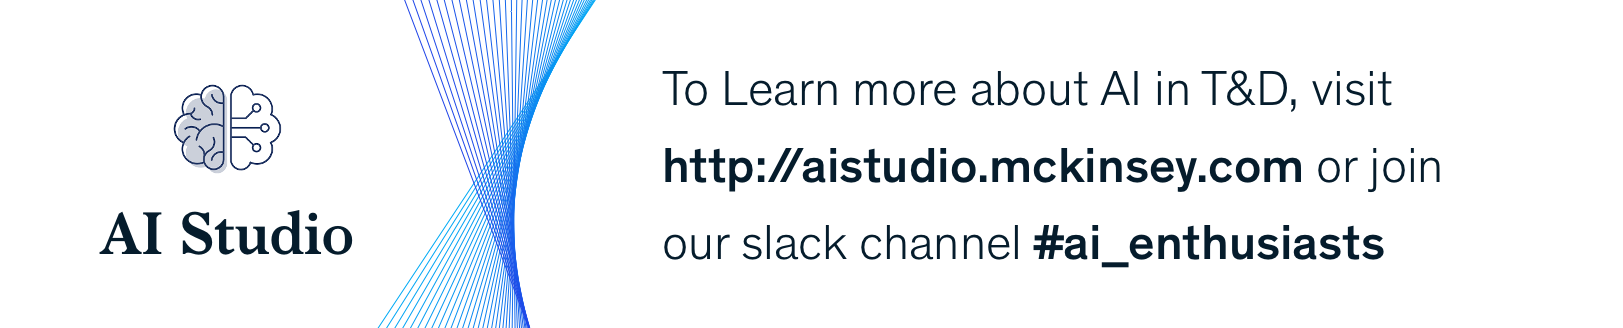 AI Studio
To Learn more about AI in T&D, visit
http://aistudio.mckinsey.com or join
our slack channel #ai_enthusiasts